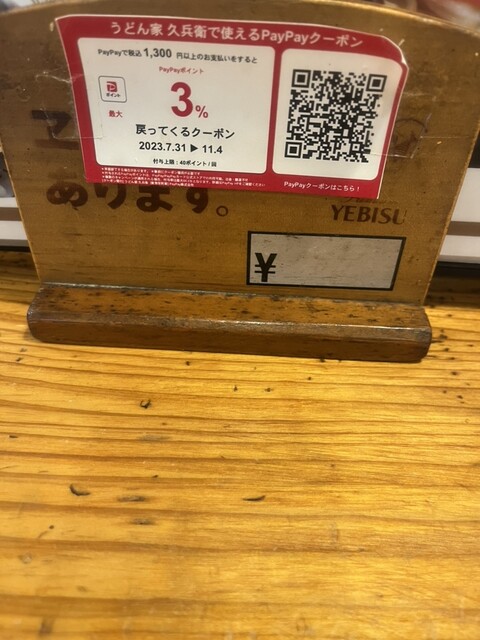 うどん家 久兵衛で使えるPayPayクーポン
PayPayで税込1,300円以上のお支払いをすると
PayPayポイント
ポイント
最大 3%
戻ってくるクーポン
2023.7.31 ▶ 11.4
付与上限：40ポイント / 回
PayPayクーポンはこちら！
あります。
YEBISU
¥